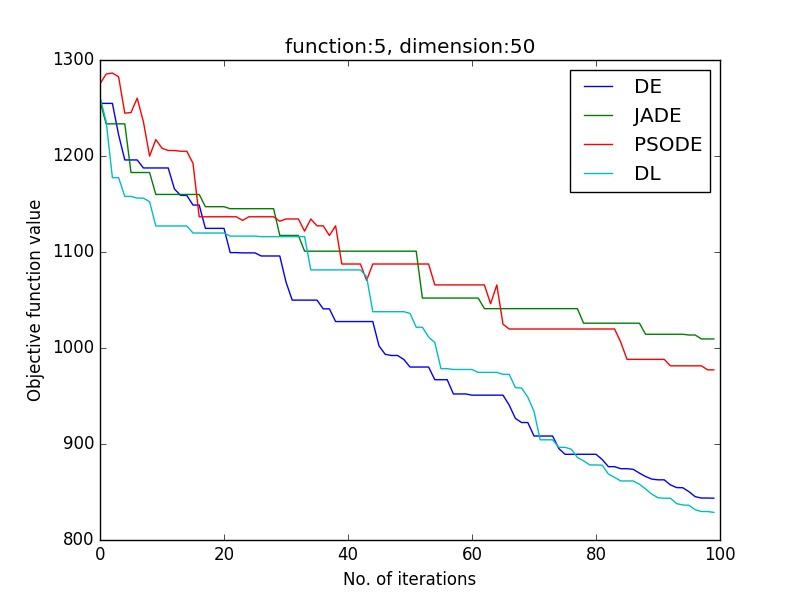 function:5, dimension:50
1300
1200
1100
1000
900
800
Objective function value
DE
JADE
PSODE
DL
0 20 40 60 80 100
No. of iterations